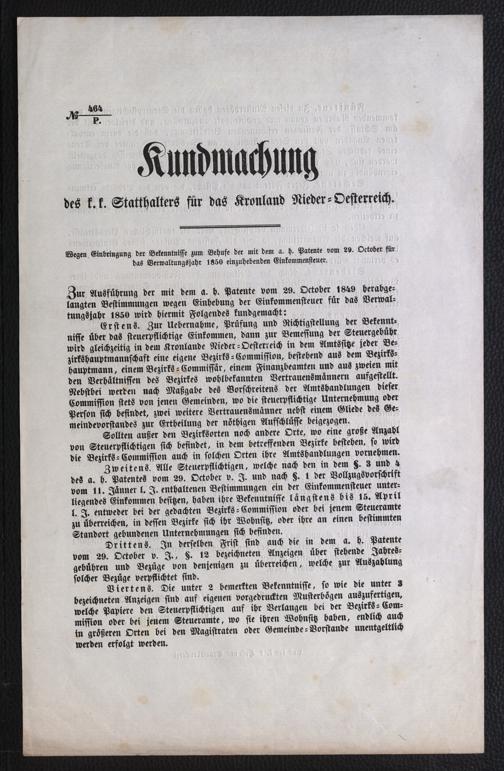 № 464
P.
Kundmachung
des k. k. Statthalters für das Kronland Nieder-Oesterreich.
Wegen Einbringung der Bekenntnisse zum Behufe der mit dem a. h. Patente vom 29. October für
das Verwaltungsjahr 1850 einzuhebenden Einkommensteuer.
Zur Ausführung der mit dem a. h. Patente vom 29. October 1849 herabge-
langten Bestimmungen wegen Einhebung der Einkommensteuer für das Verwal-
tungsjahr 1850 wird hiermit Folgendes kundgemacht:
Erstens. Zur Uebernahme, Prüfung und Richtigstellung der Bekennt-
nisse über das steuerpflichtige Einkommen, dann zur Bemessung der Steuergebühr
wird gleichzeitig in dem Kronlande Nieder-Oesterreich in dem Amtssitze jeder Be-
zirkshauptmannschaft eine eigene Bezirks-Commission, bestehend aus dem Bezirks-
hauptmann, einem Bezirks-Commissär, einem Finanzbeamten und aus zweien mit
den Verhältnissen des Bezirkes wohlbekannten Vertrauensmännern aufgestellt.
Nebstbei werden nach Maßgabe des Vorschreitens der Amtshandlungen dieser
Commission stets von jenen Gemeinden, wo die steuerpflichtige Unternehmung oder
Person sich befindet, zwei weitere Vertrauensmänner nebst einem Gliede des Ge-
meindevorstandes zur Ertheilung der nöthigen Aufschlüsse beigezogen.
Sollten außer den Bezirksorten noch andere Orte, wo eine große Anzahl
von Steuerpflichtigen sich befindet, in dem betreffenden Bezirke bestehen, so wird
die Bezirks-Commission auch in solchen Orten ihre Amtshandlungen vornehmen.
Zweitens. Alle Steuerpflichtigen, welche nach den in dem §. 3 und 4
des a. h. Patentes vom 29. October v. J. und nach §. 1 der Vollzugsvorschrift
vom 11. Jänner l. J. enthaltenen Bestimmungen ein der Einkommensteuer unter-
liegendes Einkommen besitzen, haben ihre Bekenntnisse längstens bis 15. April
l. J. entweder bei der gedachten Bezirks-Commission oder bei jenem Steueramte
zu überreichen, in dessen Bezirke sich ihr Wohnsitz, oder ihre an einen bestimmten
Standort gebundenen Unternehmungen sich befinden.
Drittens. In derselben Frist sind auch die in dem a. h. Patente
vom 29. October v. J., §. 12 bezeichneten Anzeigen über stehende Jahres-
gebühren und Bezüge von denjenigen zu überreichen, welche zur Auszahlung
solcher Bezüge verpflichtet sind.
Viertens. Die unter 2 bemerkten Bekenntnisse, so wie die unter 3
bezeichneten Anzeigen sind auf eigenen vorgedruckten Musterbögen auszufertigen,
welche Papiere den Steuerpflichtigen auf ihr Verlangen bei der Bezirks-Com-
mission oder bei jenem Steueramte, wo sie ihren Wohnsitz haben, endlich auch
in größeren Orten bei den Magistraten oder Gemeinde-Vorstande unentgeltlich
werden erfolgt werden.